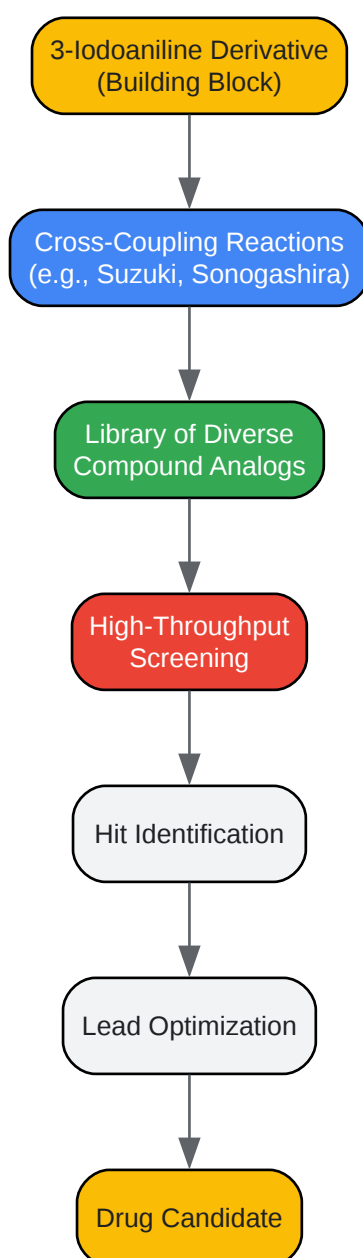 3-Iodoaniline Derivative
(Building Block)
Cross-Coupling Reactions
(e.g., Suzuki, Sonogashira)
Library of Diverse
Compound Analogs
High-Throughput
Screening
Hit Identification
Lead Optimization
Drug Candidate